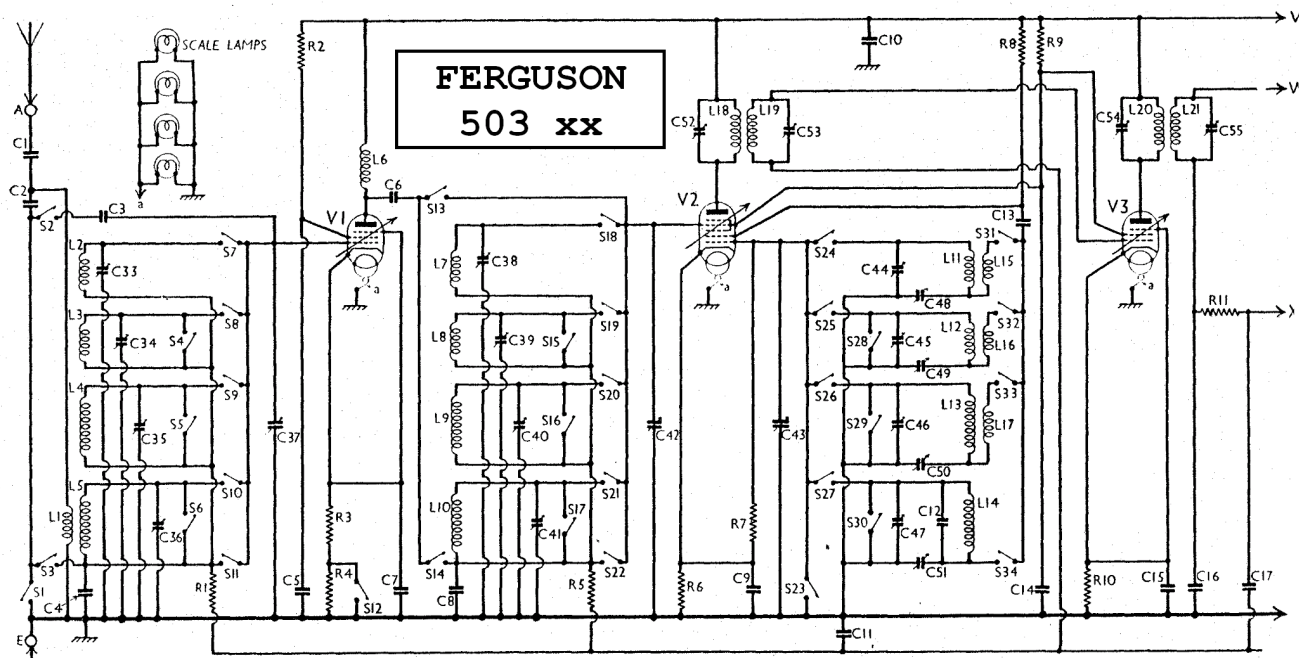 V
R2
C10
R8
R9
SCALE LAMPS
FERGUSON
503 xx
W
A
L18
L19
L20
L21
C52
C53
C54
C55
C1
L6
C2
a
C6
S13
S2
C3
V1
V2
V3
C13
S18
S31
L2
S7
S24
L11
L15
C33
L7
C38
C44
a
a
a
C48
R11
L3
S8
S19
S25
L12
S32
X
C34
S4
L8
C39
S15
S28
C45
L16
C49
L4
S9
S20
S26
S33
L13
C35
S5
C37
L9
C40
S16
C42
C43
S29
C46
L17
C50
L5
S10
S21
S27
L1
S6
C36
R3
L10
S17
C41
R7
S30
C47
C12
L14
S3
S11
S14
S22
C51
S34
S1
C4
R1
C5
R4
S12
C7
C8
R5
R6
C9
S23
C14
R10
C15
C16
C17
E
C11